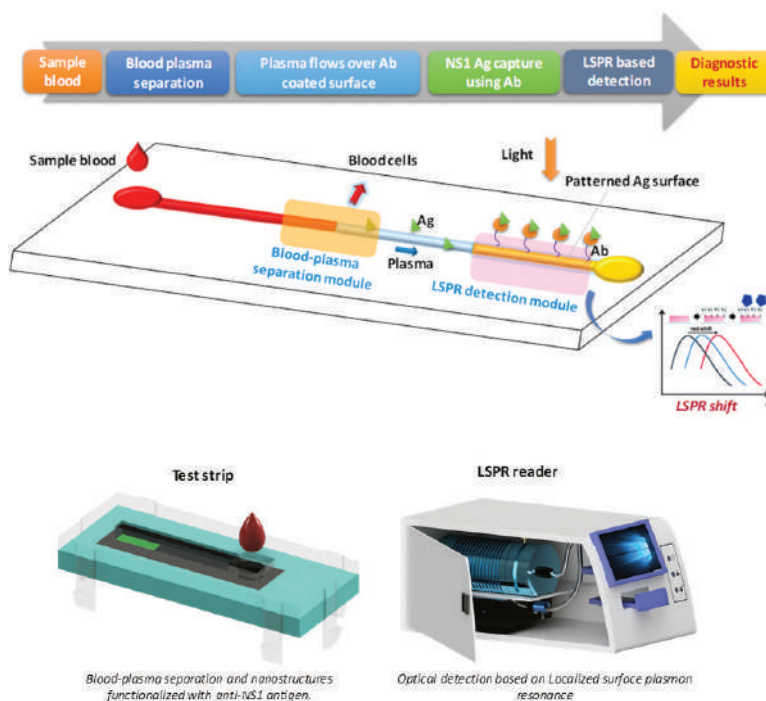 Sample
blood
Blood plasma
separation
Plasma flows over Ab
coated surface
NS1 Ag capture
using Ab
LSPR based
detection
Diagnostic
results
Sample blood
Blood cells
Light
Patterned Ag surface
Ag
Ab
Plasma
Blood-plasma
separation module
LSPR detection module
red shift
LSPR shift
Test strip
LSPR reader
Blood-plasma separation and nanostructures
functionalized with anti-NS1 antigen.
Optical detection based on Localized surface plasmon
resonance